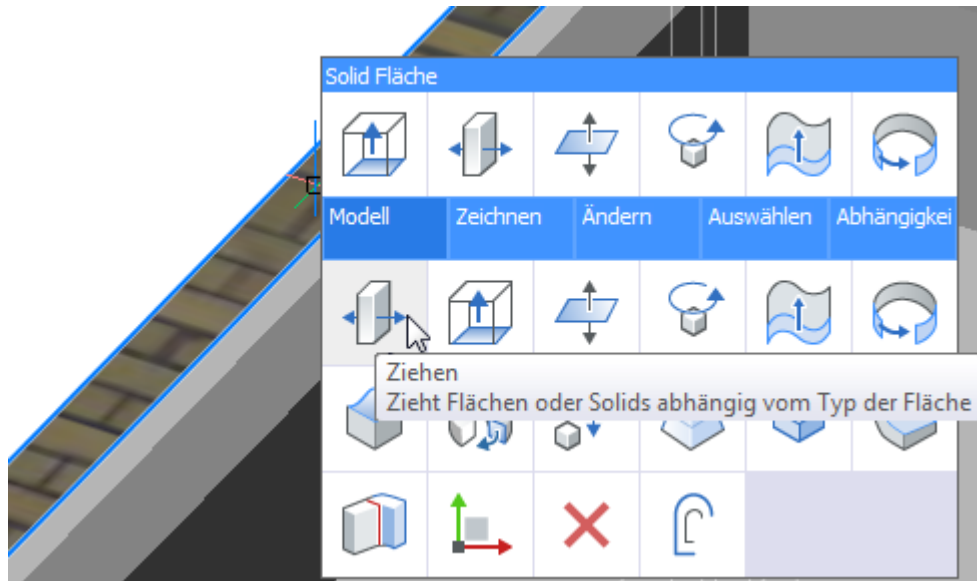 Solid Fläche
Modell Zeichnen Ändern Auswählen Abhängigkei
Ziehen
Zieht Flächen oder Solids abhängig vom Typ der Fläche